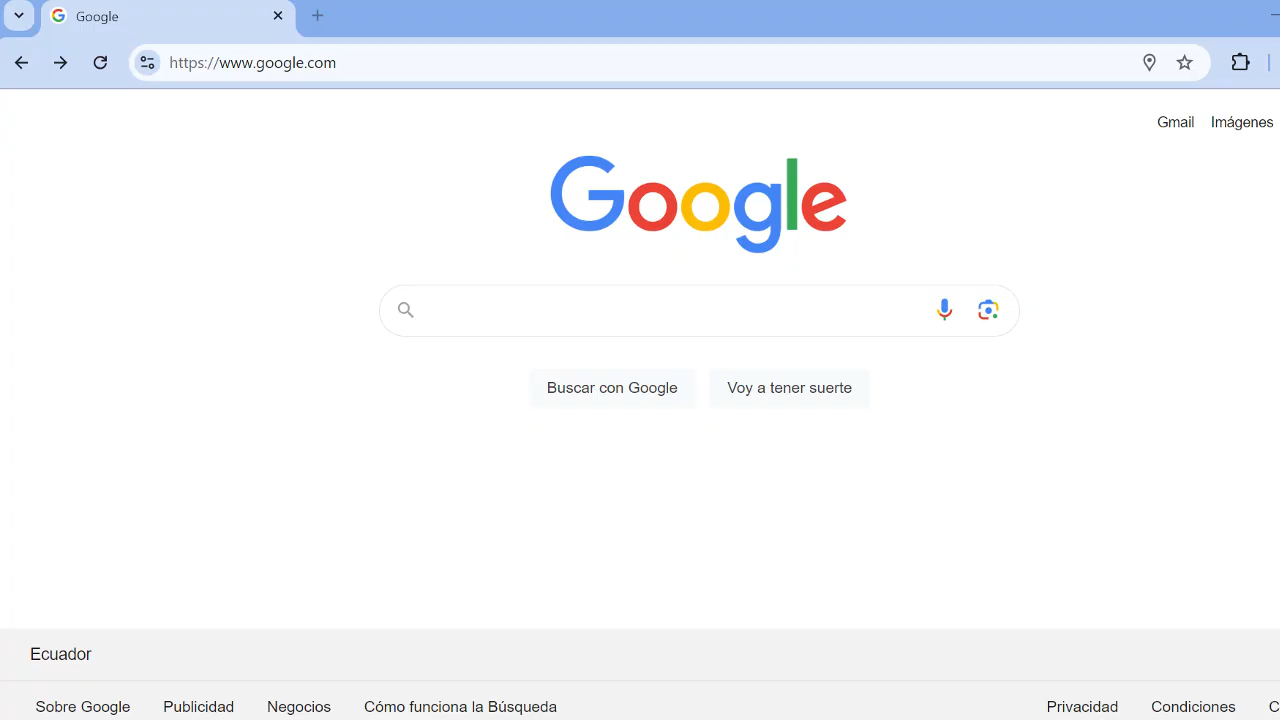 Google
https://www.google.com
Gmail Imágenes
Google
Buscar con Google Voy a tener suerte
Ecuador
Sobre Google Publicidad Negocios Cómo funciona la Búsqueda Privacidad Condiciones